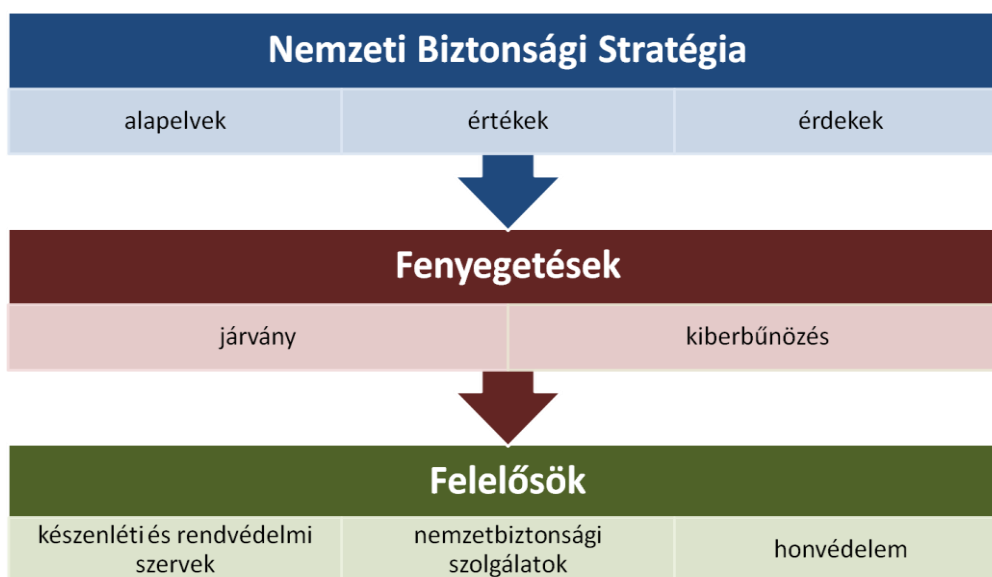 Nemzeti Biztonsági Stratégia
alapelvek
értékek
érdekek
Fenyegetések
járvány
kiberbűnözés
Felelősök
készenléti és rendvédelmi
szervek
nemzetbiztonsági
szolgálatok
honvédelem